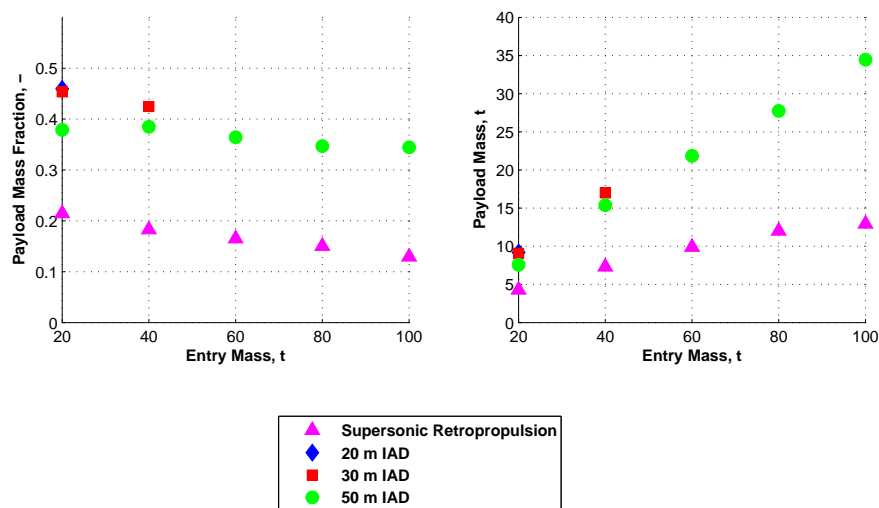 0.5
0.4
0.3
0.2
0.1
0
Payload Mass Fraction, –
20 40 60 80 100
Entry Mass, t
40
35
30
25
20
15
10
5
0
Payload Mass, t
20 40 60 80 100
Entry Mass, t
Supersonic Retropropulsion
20 m IAD
30 m IAD
50 m IAD